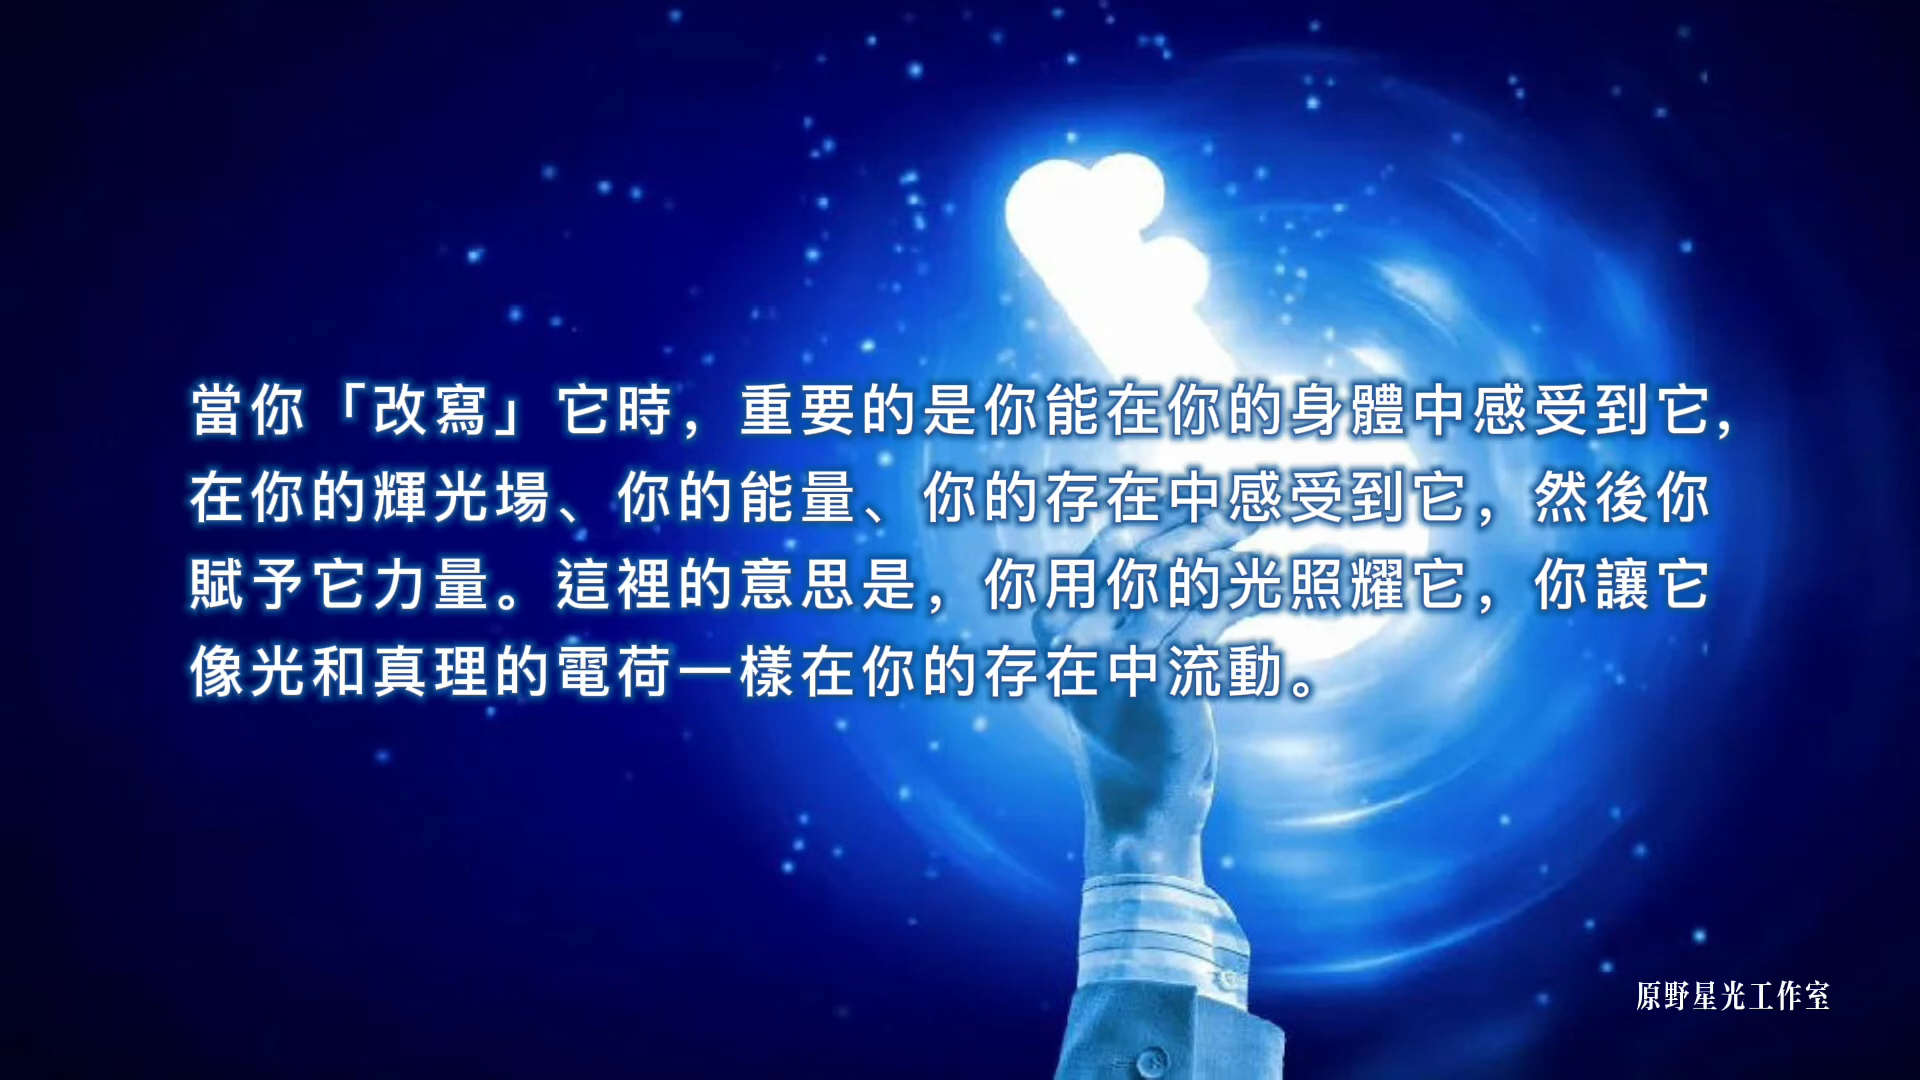 當你「改寫」它時，重要的是你能在你的身體中感受到它，
在你的輝光場、你的能量、你的存在中感受到它，然後你
賦予它力量。這裡的意思是，你用你的光照耀它，你讓它
像光和真理的電荷一樣在你的存在中流動。
原野星光工作室